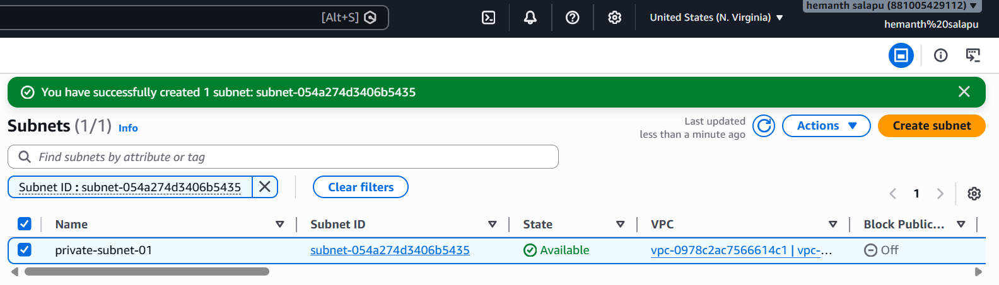 [Alt+S]
United States (N. Virginia)
hemanth salapu (881005429112)
hemanth%20salapu
You have successfully created 1 subnet: subnet-054a274d3406b5435
Subnets (1/1) Info
Last updated
less than a minute ago
Actions
Create subnet
Find subnets by attribute or tag
Subnet ID : subnet-054a274d3406b5435
Clear filters
1
Name Subnet ID State VPC Block Public...
private-subnet-01 subnet-054a274d3406b5435 Available vpc-0978c2ac7566614c1 | vpc-... Off